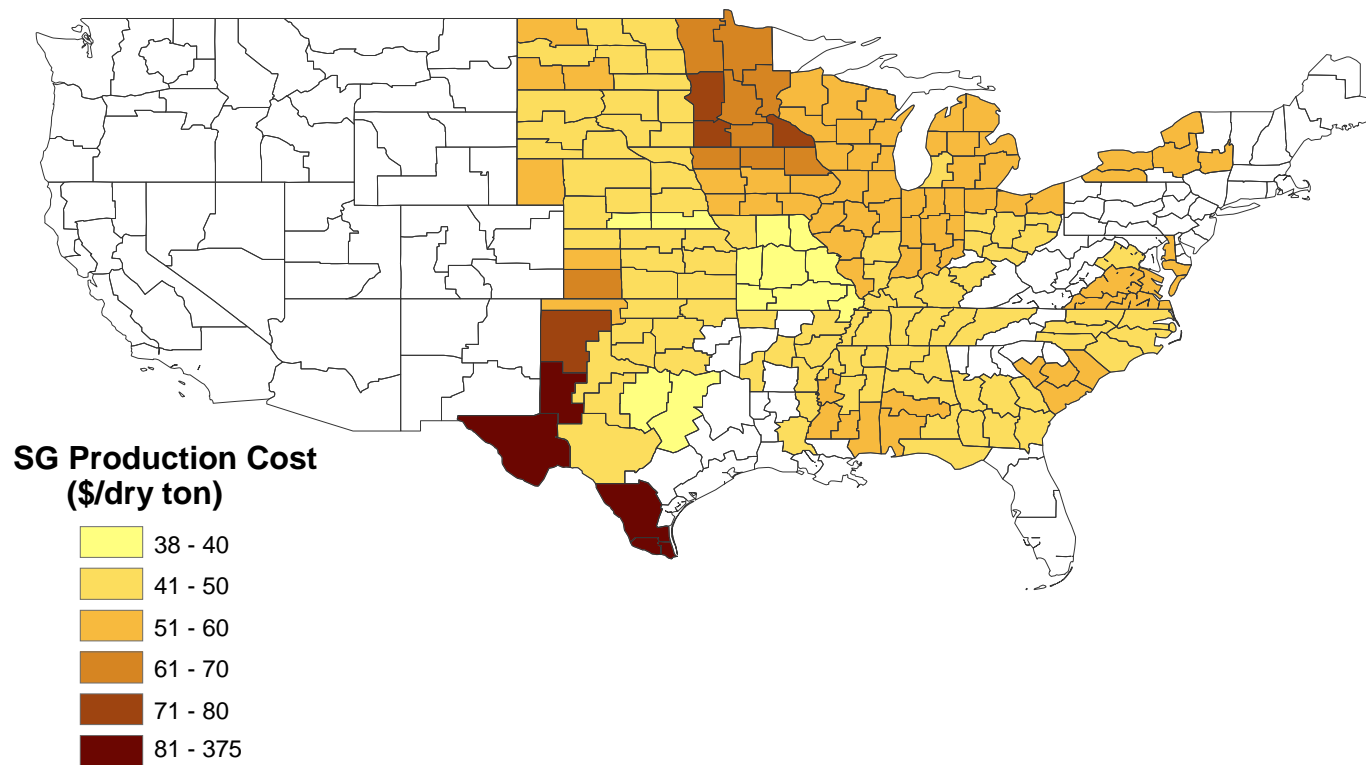 SG Production Cost
($/dry ton)
38 - 40
41 - 50
51 - 60
61 - 70
71 - 80
81 - 375